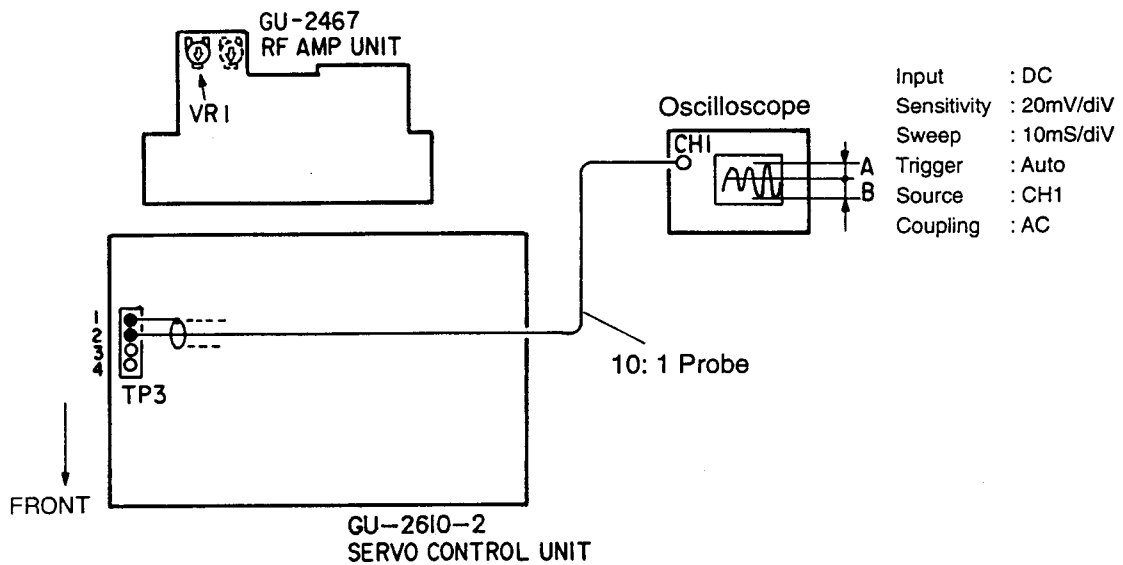 GU-2467
RF AMP UNIT
VR1
Oscilloscope
CH1
A
B
Input : DC
Sensitivity : 20mV/diV
Sweep : 10mS/diV
Trigger : Auto
Source : CH1
Coupling : AC
1
2
3
4
TP3
10: 1 Probe
FRONT
GU-2610-2
SERVO CONTROL UNIT